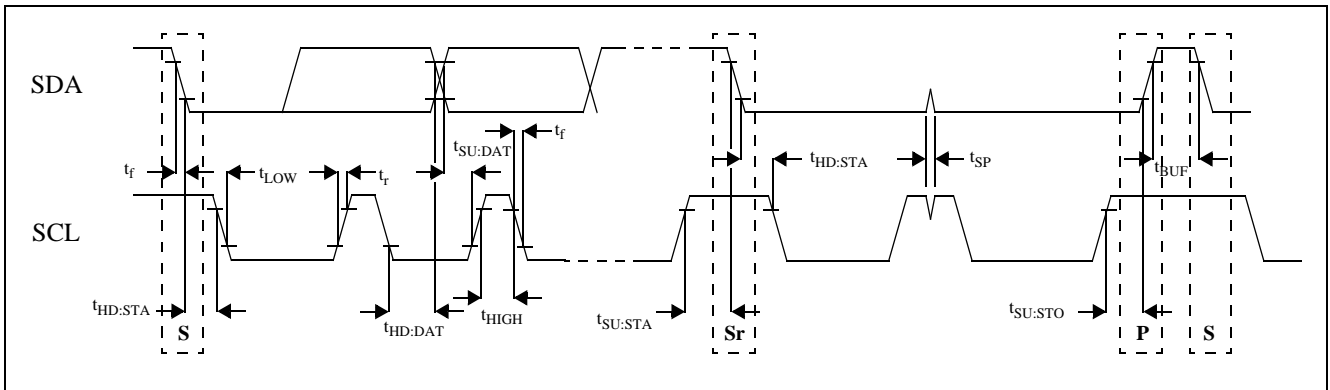 SDA
t_f
t_SU:DAT
t_HD:STA
t_SP
t_BUF
t_f
t_LOW
t_r
SCL
t_HD:STA
t_HD:DAT
t_HIGH
t_SU:STA
t_SU:STO
S
Sr
P
S